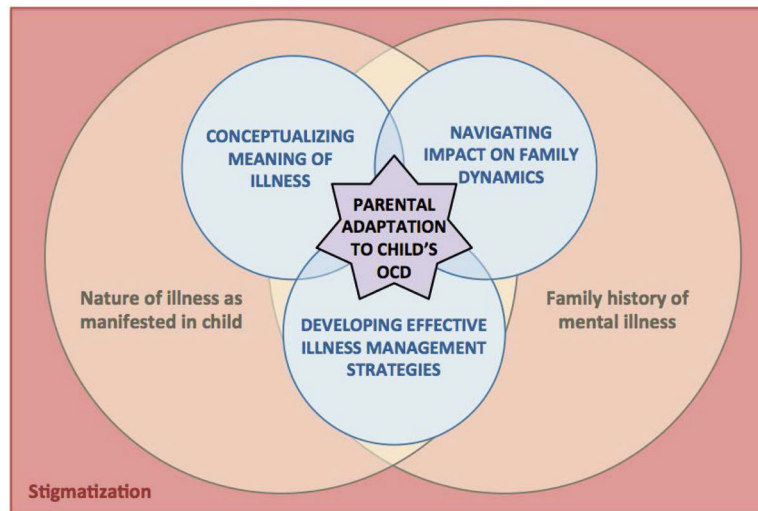 CONCEPTUALIZING
MEANING OF
ILLNESS
NAVIGATING
IMPACT ON FAMILY
DYNAMICS
PARENTAL
ADAPTATION
TO CHILD'S
OCD
Nature of illness as
manifested in child
Family history of
mental illness
DEVELOPING EFFECTIVE
ILLNESS MANAGEMENT
STRATEGIES
Stigmatization